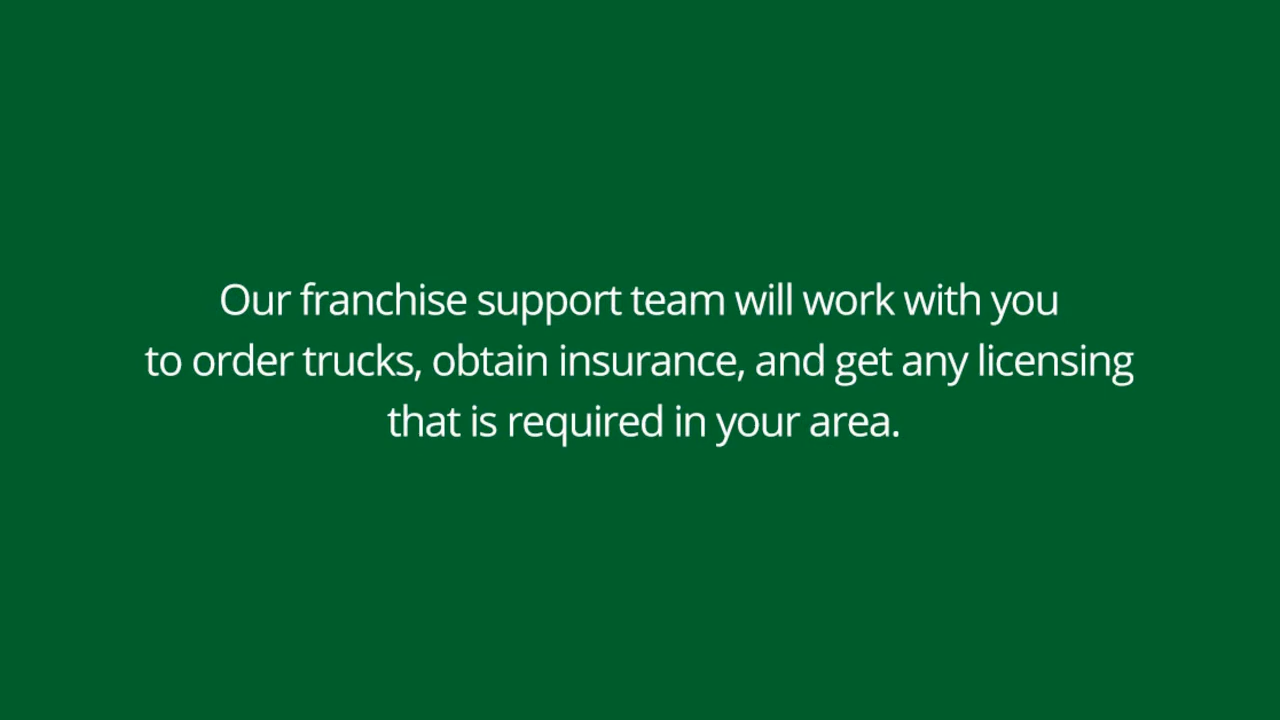 Our franchise support team will work with you
to order trucks, obtain insurance, and get any licensing
that is required in your area.